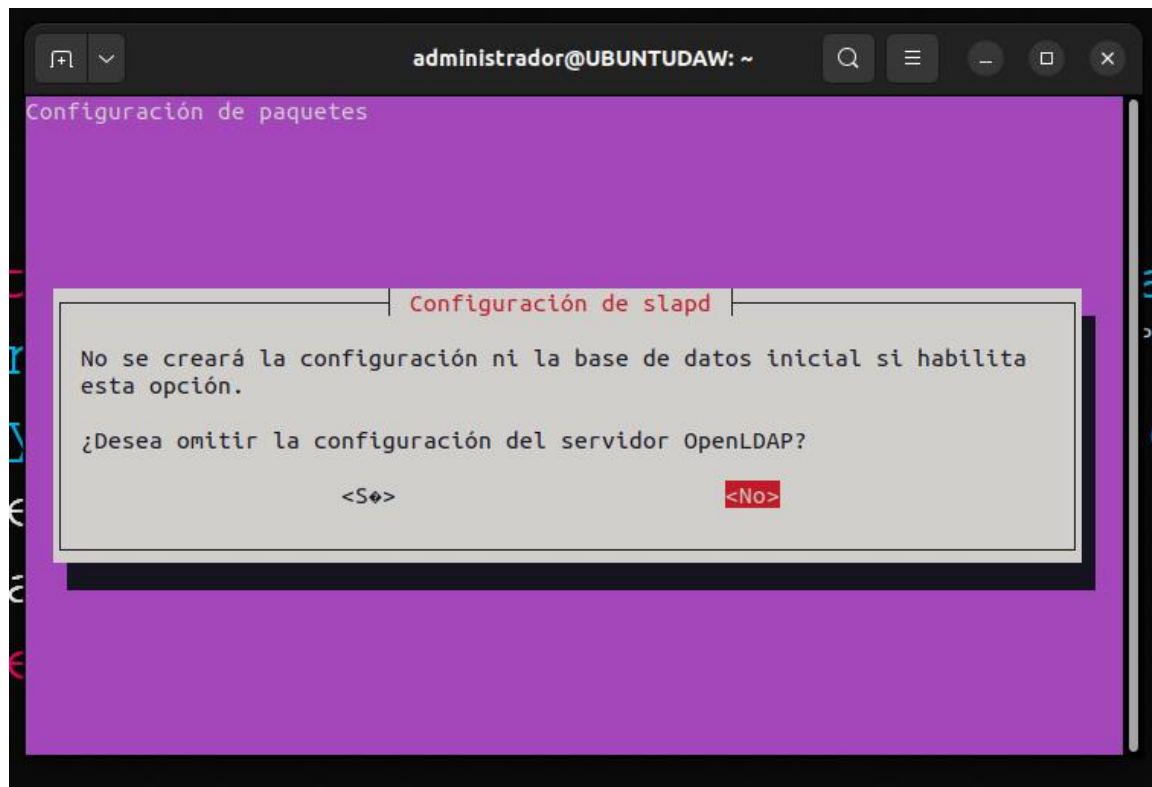 administrador@UBUNTUDAW: ~
Configuración de paquetes
Configuración de slapd
No se creará la configuración ni la base de datos inicial si habilita
esta opción.
¿Desea omitir la configuración del servidor OpenLDAP?
<S�> <No>